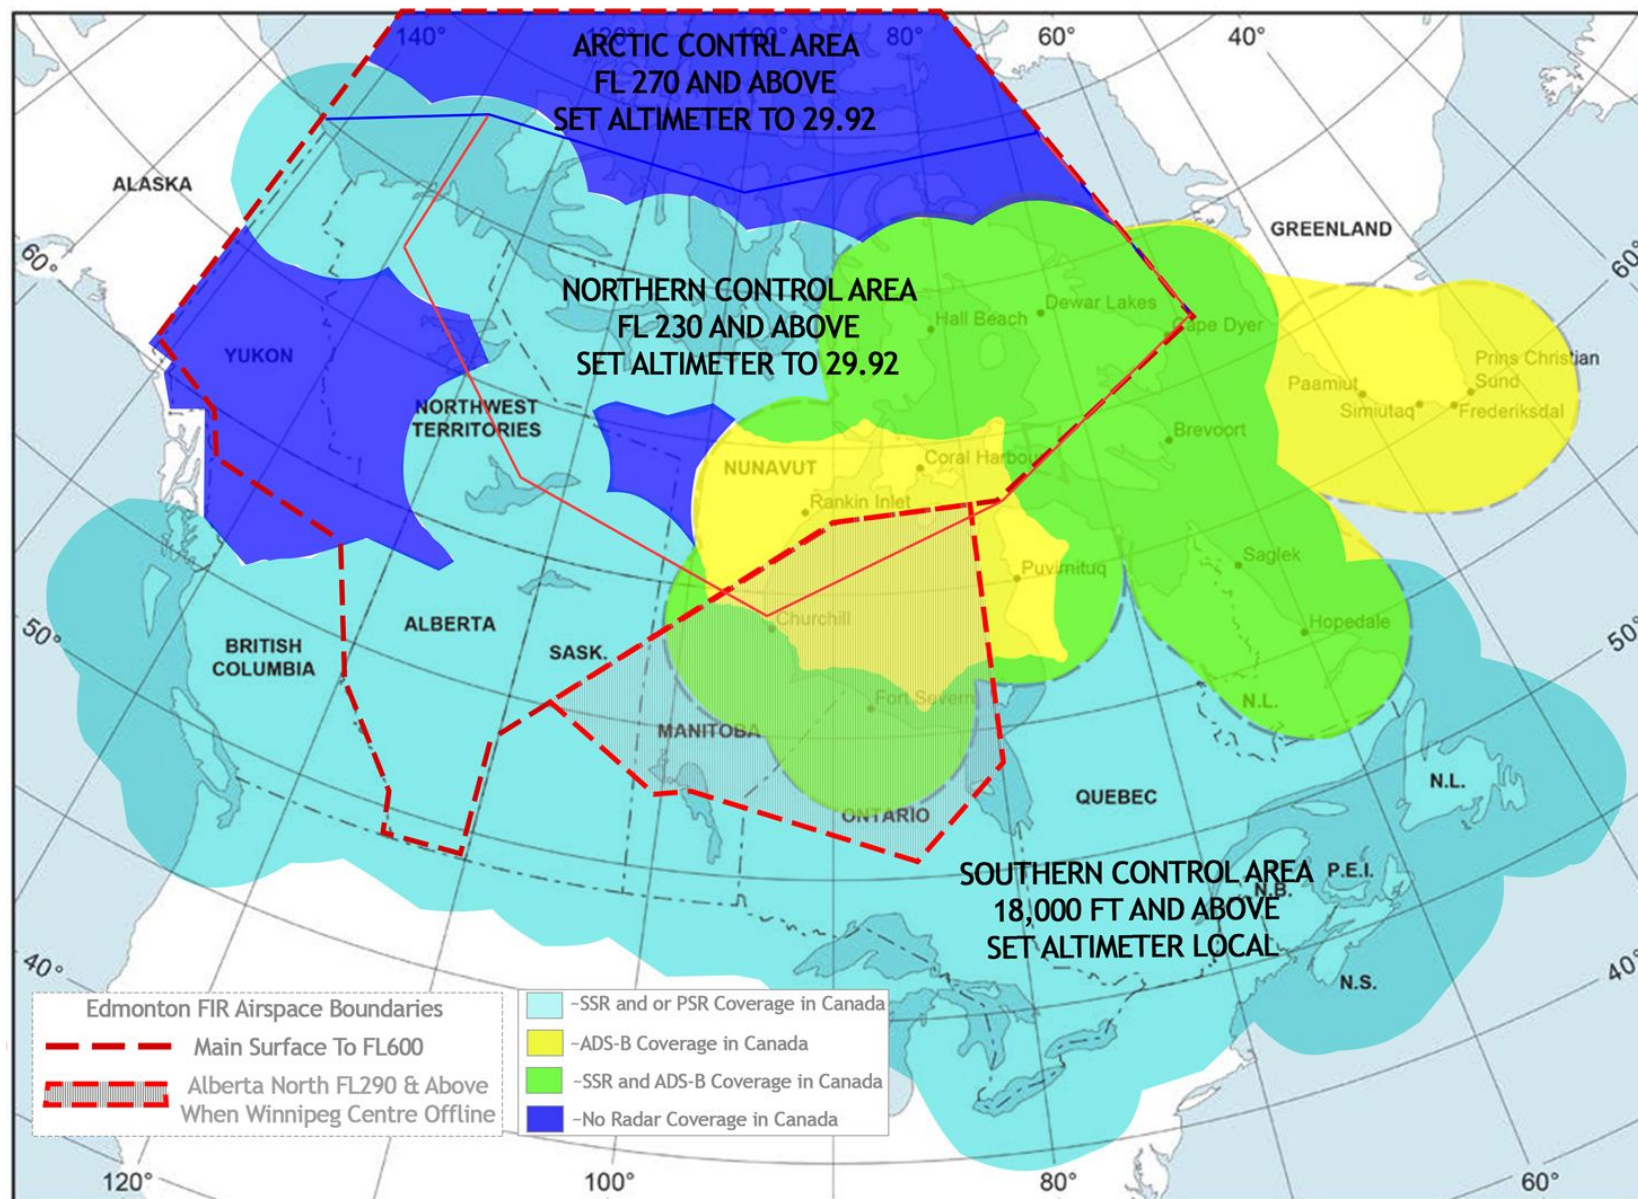 140°
120°
100°
80°
60°
40°
ARCTIC CONTRL AREA
FL 270 AND ABOVE
SET ALTIMETER TO 29.92
ALASKA
GREENLAND
60°
60°
NORTHERN CONTROL AREA
FL 230 AND ABOVE
SET ALTIMETER TO 29.92
Hall Beach
Dewar Lakes
Cape Dyer
YUKON
Prins Christian
Sund
Paamiut
Simiutaq
Frederiksdal
NORTHWEST
TERRITORIES
Brevoort
NUNAVUT
Coral Harbour
Rankin Inlet
Saglek
Puvirnituq
50°
50°
ALBERTA
Churchill
Hopedale
BRITISH
COLUMBIA
SASK.
Fort Severn
N.L.
MANITOBA
N.L.
QUEBEC
ONTARIO
SOUTHERN CONTROL AREA
18,000 FT AND ABOVE
SET ALTIMETER LOCAL
P.E.I.
N.B.
N.S.
40°
40°
Edmonton FIR Airspace Boundaries
Main Surface To FL600
Alberta North FL290 & Above
When Winnipeg Centre Offline
~SSR and or PSR Coverage in Canada
~ADS-B Coverage in Canada
~SSR and ADS-B Coverage in Canada
~No Radar Coverage in Canada
120°
100°
80°
60°